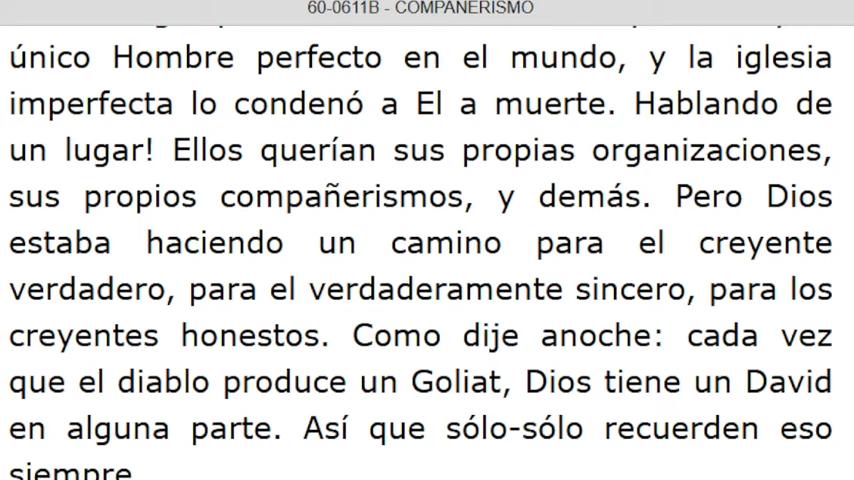 60-0611B - COMPAÑERISMO
único Hombre perfecto en el mundo, y la iglesia
imperfecta lo condenó a El a muerte. Hablando de
un lugar! Ellos querían sus propias organizaciones,
sus propios compañerismos, y demás. Pero Dios
estaba haciendo un camino para el creyente
verdadero, para el verdaderamente sincero, para los
creyentes honestos. Como dije anoche: cada vez
que el diablo produce un Goliat, Dios tiene un David
en alguna parte. Así que sólo-sólo recuerden eso
siempre